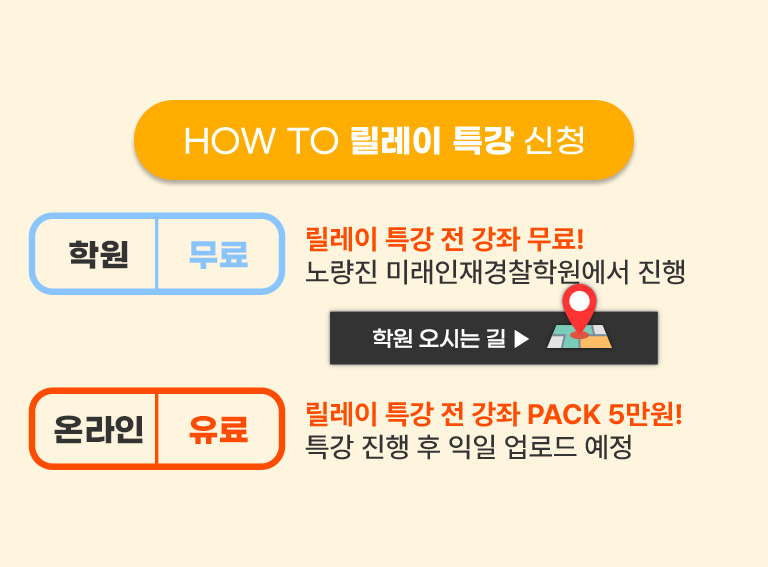 HOW TO 릴레이 특강 신청
학원 무료
릴레이 특강 전 강좌 무료!
노량진 미래인재경찰학원에서 진행
학원 오시는 길 ▶
온라인 유료
릴레이 특강 전 강좌 PACK 5만원!
특강 진행 후 익일 업로드 예정